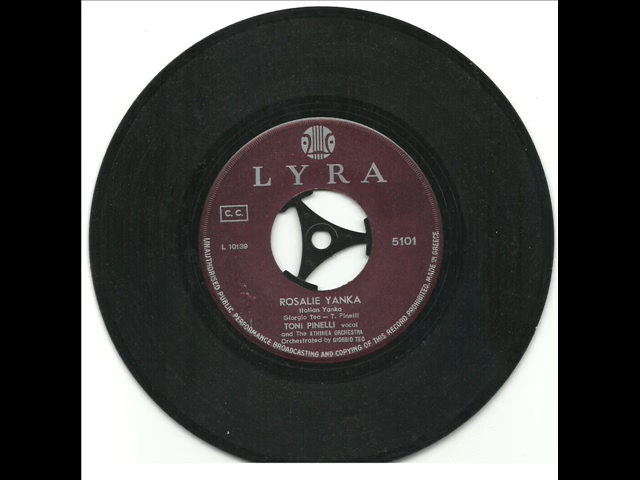 LYRA
C. C.
L 10139
5101
ROSALIE YANKA
Italian Yanka
Giorgio Teo — T. Pinelli
TONI PINELLI vocal
and The ATHINEA ORCHESTRA
Orchestrated by GIORGIO TEO
UNAUTHORISED PUBLIC PERFORMANCE, BROADCASTING AND COPYING OF THIS RECORD PROHIBITED. MADE IN GREECE